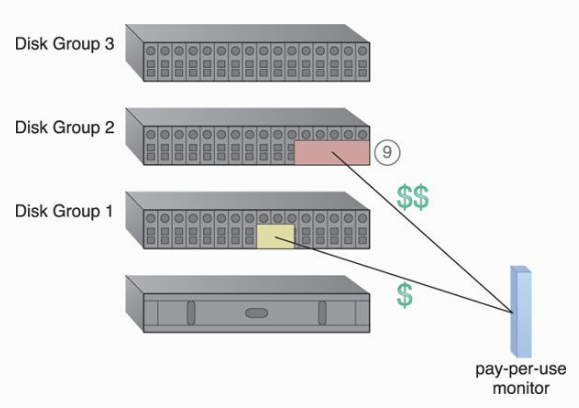 Disk Group 3
Disk Group 2
9
$$
Disk Group 1
$
pay-per-use
monitor